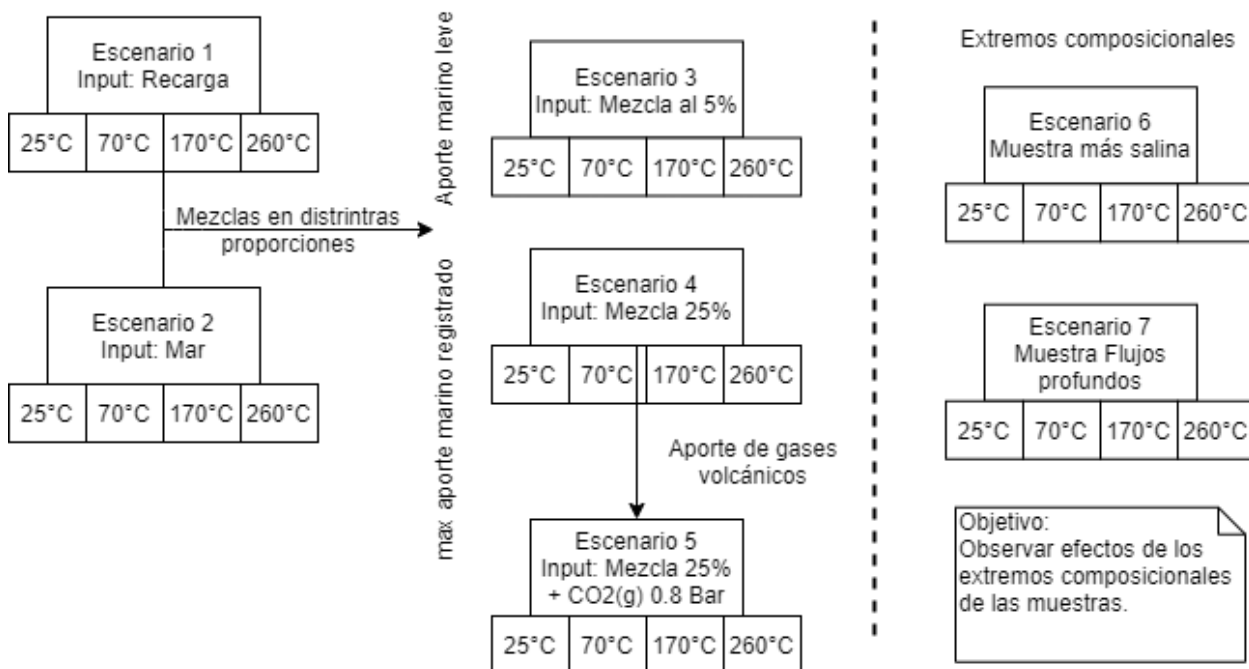 Escenario 1
Input: Recarga
25°C 70°C 170°C 260°C
Mezclas en distrintras
proporciones
Escenario 2
Input: Mar
25°C 70°C 170°C 260°C
Aporte marino leve
Escenario 3
Input: Mezcla al 5%
25°C 70°C 170°C 260°C
max aporte marino registrado
Escenario 4
Input: Mezcla 25%
25°C 70°C 170°C 260°C
Aporte de gases
volcánicos
Escenario 5
Input: Mezcla 25%
+ CO2(g) 0.8 Bar
25°C 70°C 170°C 260°C
Extremos composicionales
Escenario 6
Muestra más salina
25°C 70°C 170°C 260°C
Escenario 7
Muestra Flujos
profundos
25°C 70°C 170°C 260°C
Objetivo:
Observar efectos de los
extremos composicionales
de las muestras.